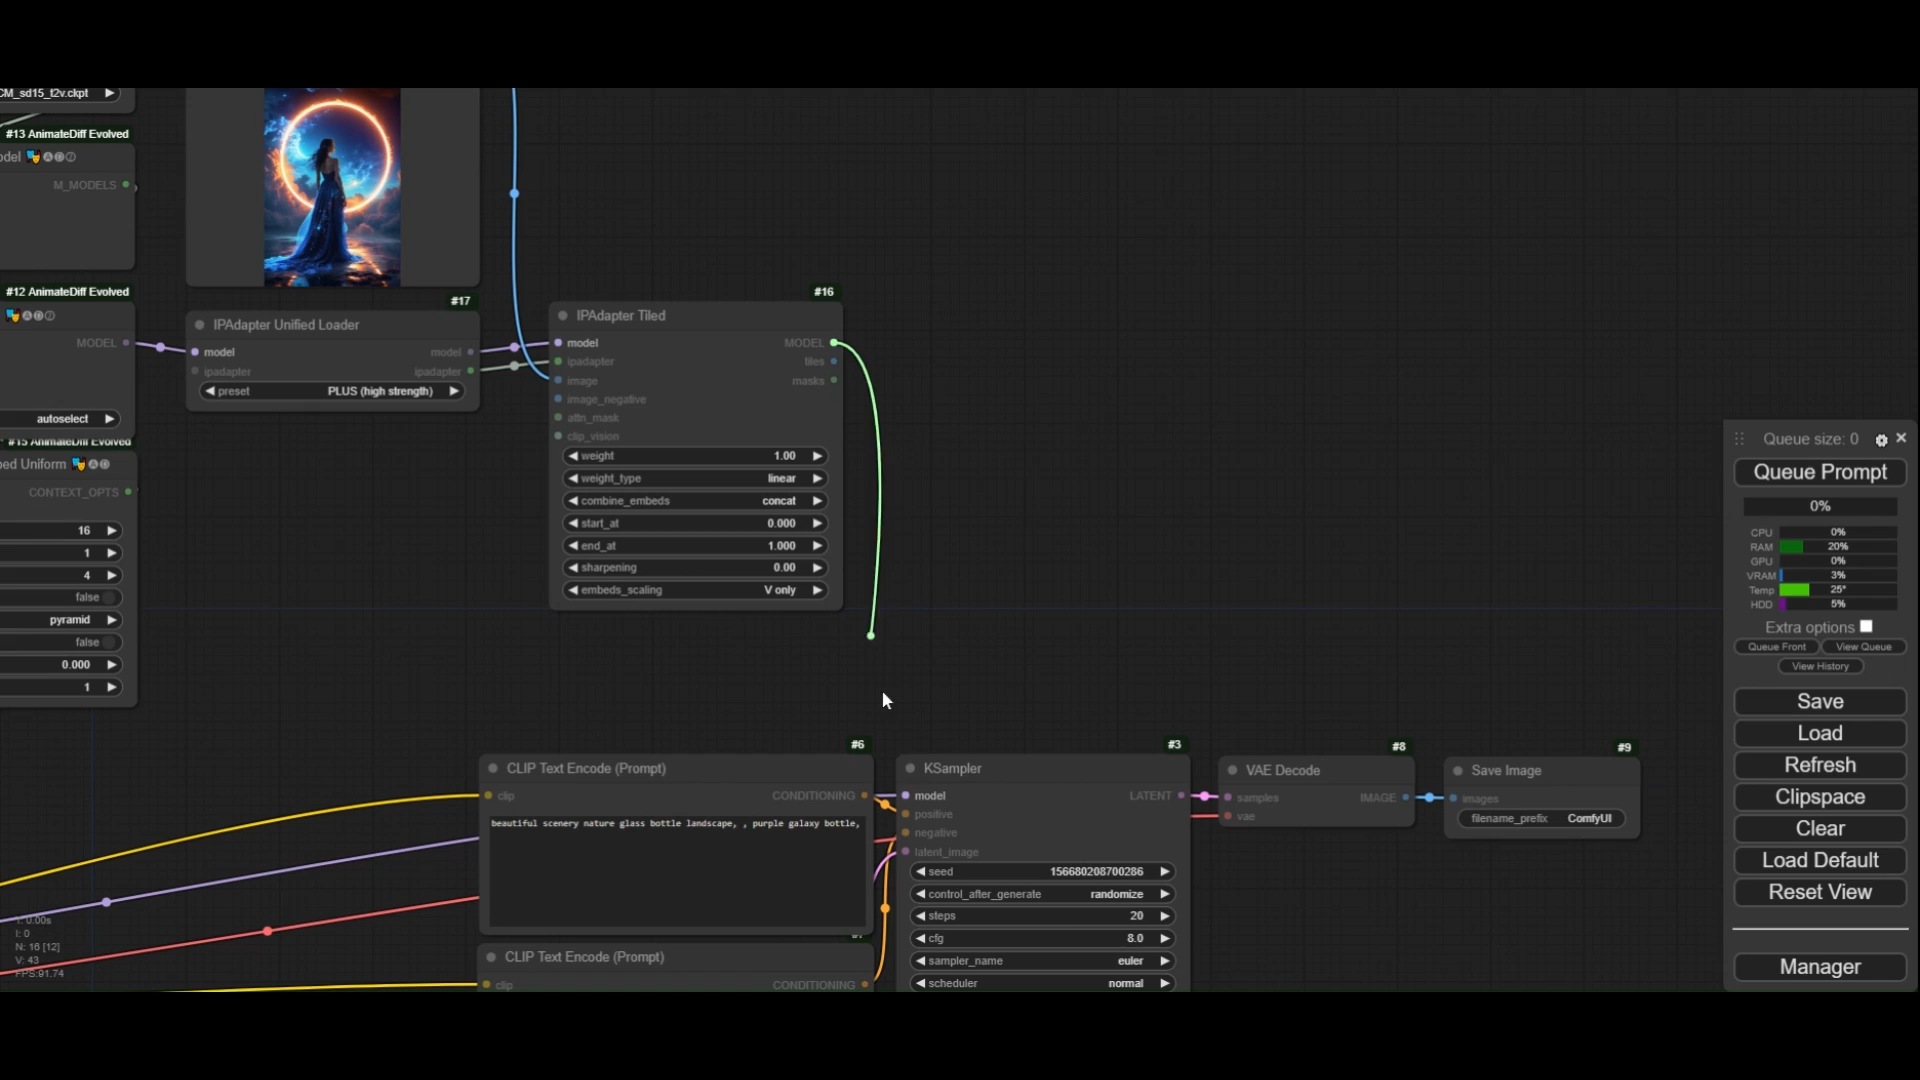 CM_sd15_t2v.ckpt
#13 AnimateDiff Evolved
odel
M_MODELS
#12 AnimateDiff Evolved
MODEL
autoselect
#15 AnimateDiff Evolved
ped Uniform
CONTEXT_OPTS
16
1
4
false
pyramid
false
0.000
1
#17
IPAdapter Unified Loader
model model
ipadapter ipadapter
preset PLUS (high strength)
#16
IPAdapter Tiled
model MODEL
ipadapter tiles
image masks
image_negative
attn_mask
clip_vision
weight 1.00
weight_type linear
combine_embeds concat
start_at 0.000
end_at 1.000
sharpening 0.00
embeds_scaling V only
#6
CLIP Text Encode (Prompt)
clip CONDITIONING
beautiful scenery nature glass bottle landscape, , purple galaxy bottle,
CLIP Text Encode (Prompt)
clip CONDITIONING
#3
KSampler
model LATENT
positive
negative
latent_image
seed 156680208700286
control_after_generate randomize
steps 20
cfg 8.0
sampler_name euler
scheduler normal
#8
VAE Decode
samples IMAGE
vae
#9
Save Image
images
filename_prefix ComfyUI
T: 0.00s
I: 0
N: 16 [12]
V: 43
FPS:91.74
Queue size: 0
Queue Prompt
0%
CPU 0%
RAM 20%
GPU 0%
VRAM 3%
Temp 25°
HDD 5%
Extra options
Queue Front View Queue
View History
Save
Load
Refresh
Clipspace
Clear
Load Default
Reset View
Manager